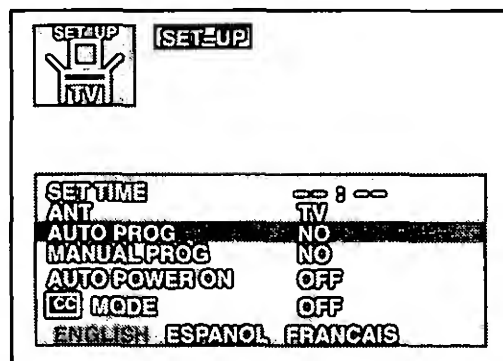 SET-UP
TV
SET-UP
SET TIME -- : --
ANT TV
AUTO PROG NO
MANUAL PROG NO
AUTO POWER ON OFF
CC MODE OFF
ENGLISH ESPANOL FRANCAIS